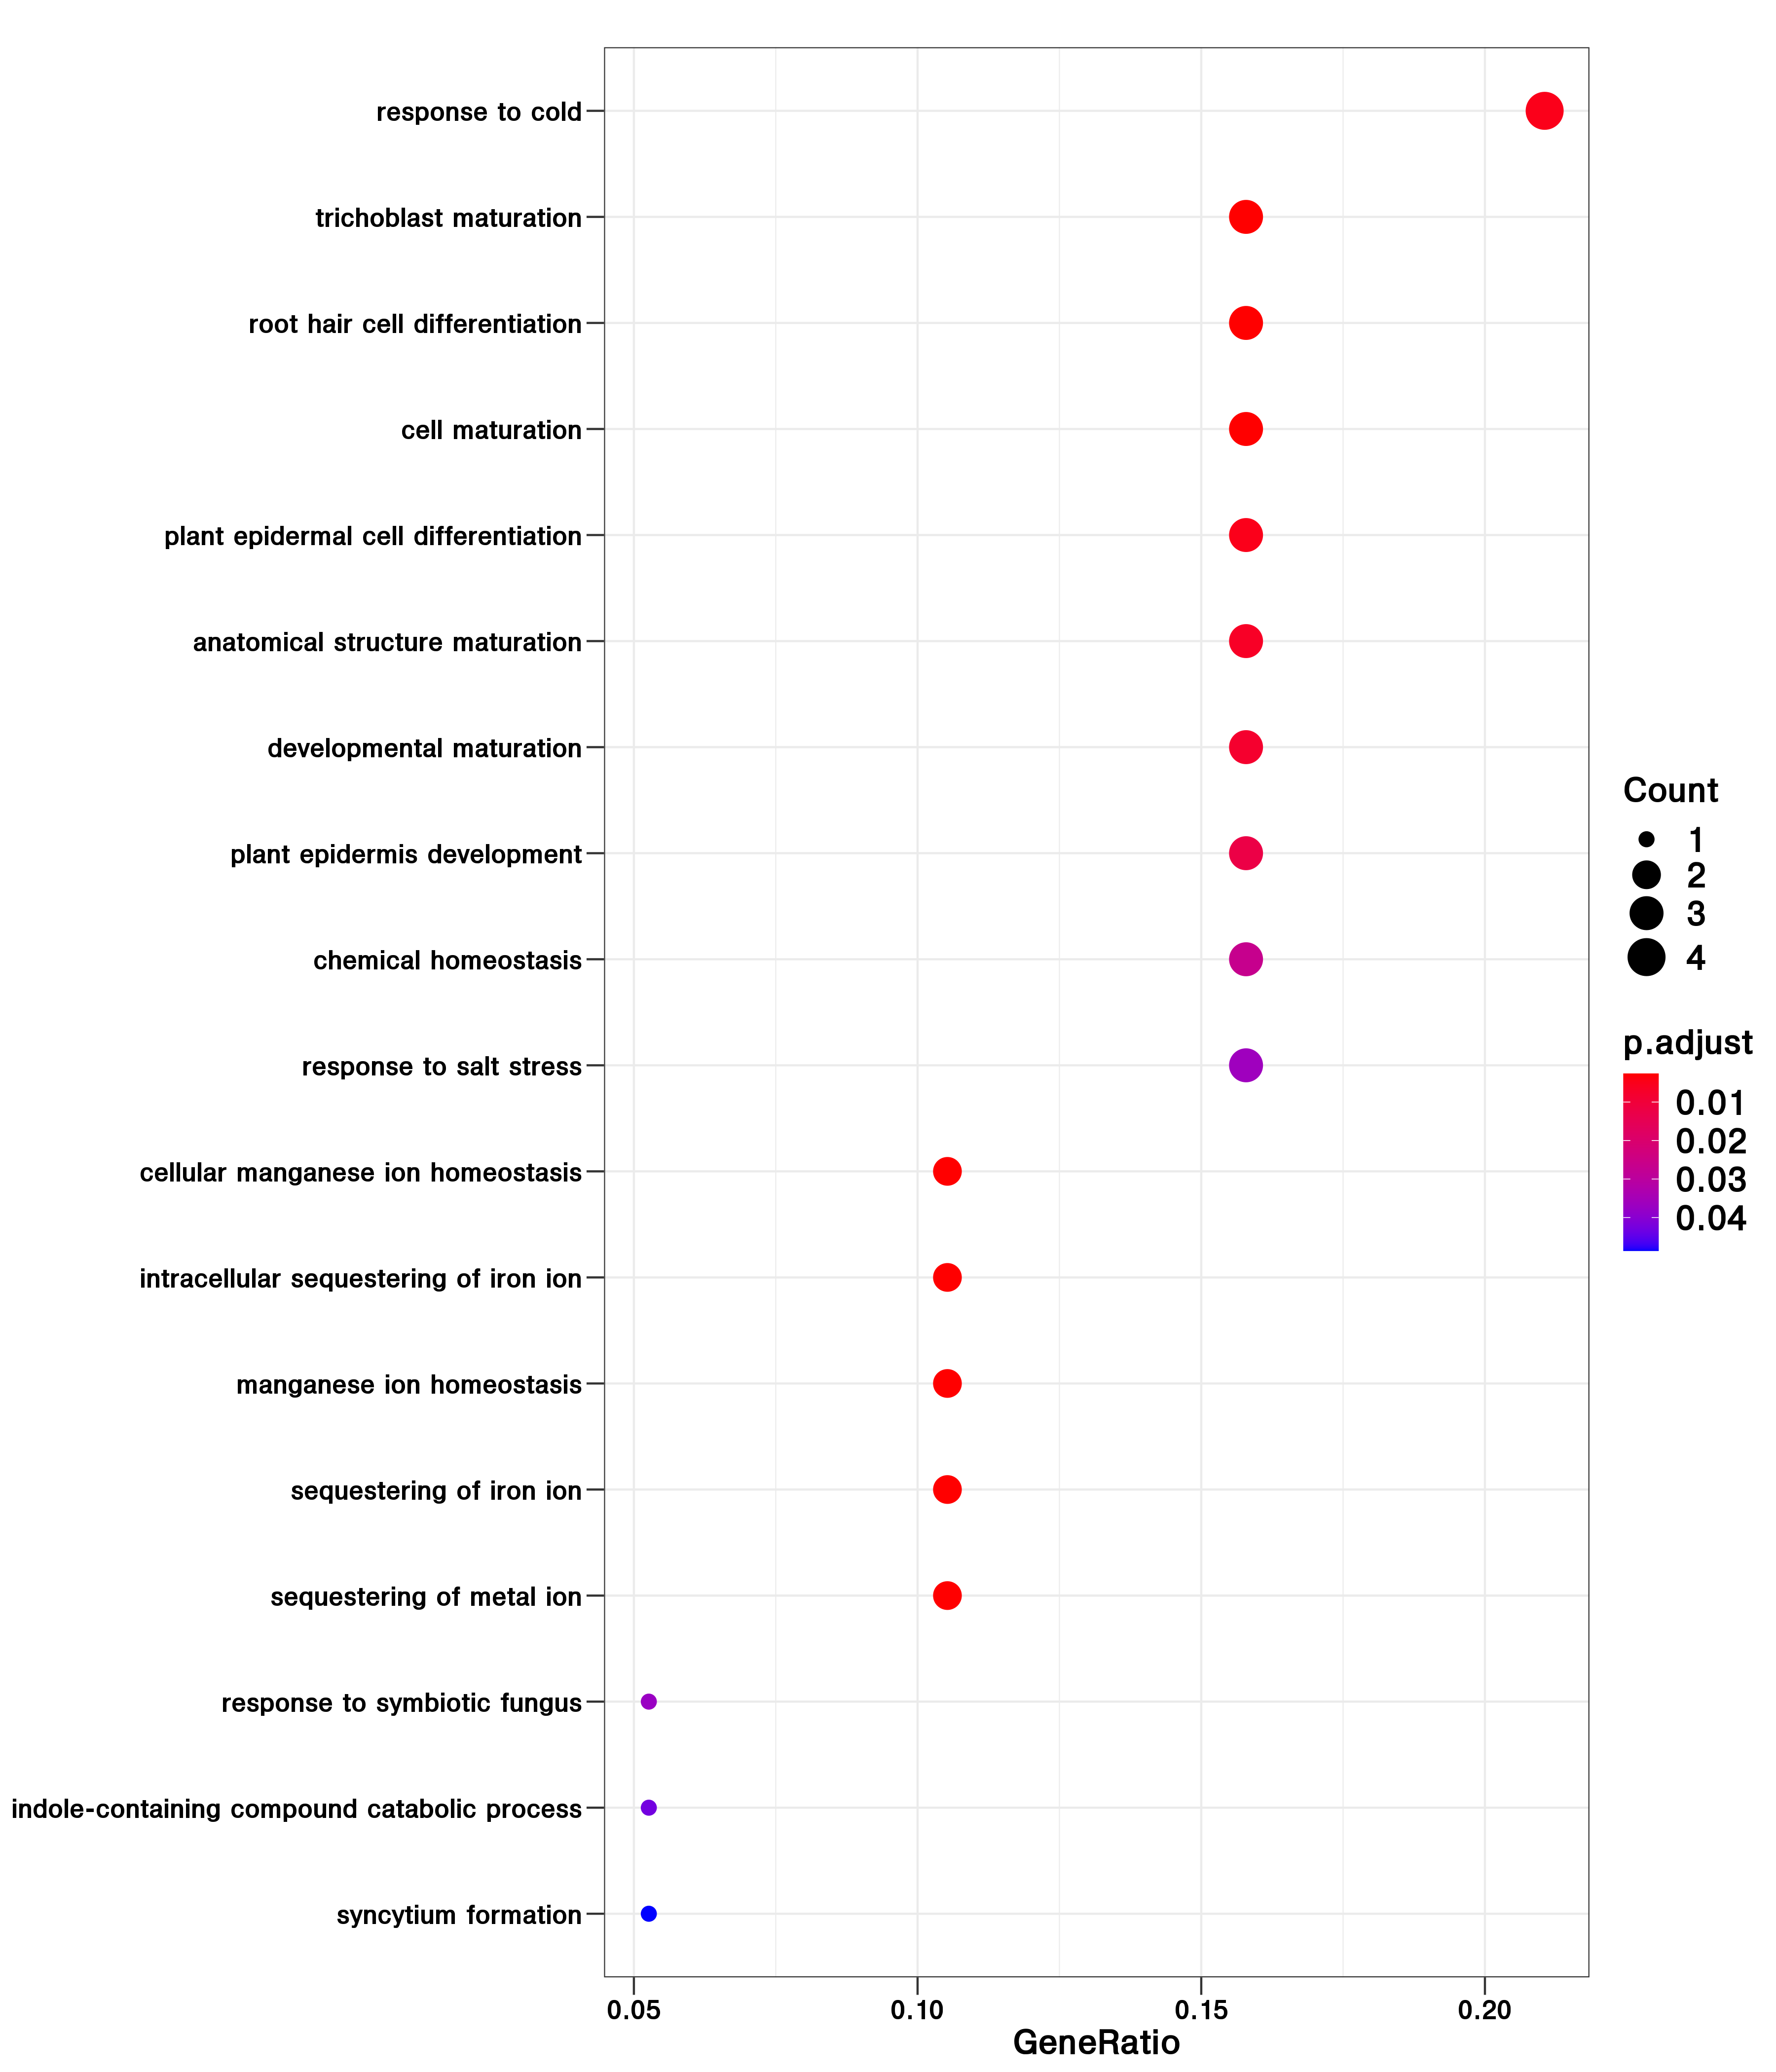 response to cold
trichoblast maturation
root hair cell differentiation
cell maturation
plant epidermal cell differentiation
anatomical structure maturation
developmental maturation
plant epidermis development
chemical homeostasis
response to salt stress
cellular manganese ion homeostasis
intracellular sequestering of iron ion
manganese ion homeostasis
sequestering of iron ion
sequestering of metal ion
response to symbiotic fungus
indole-containing compound catabolic process
syncytium formation
0.05 0.10 0.15 0.20
GeneRatio
Count
1
2
3
4
p.adjust
0.01
0.02
0.03
0.04